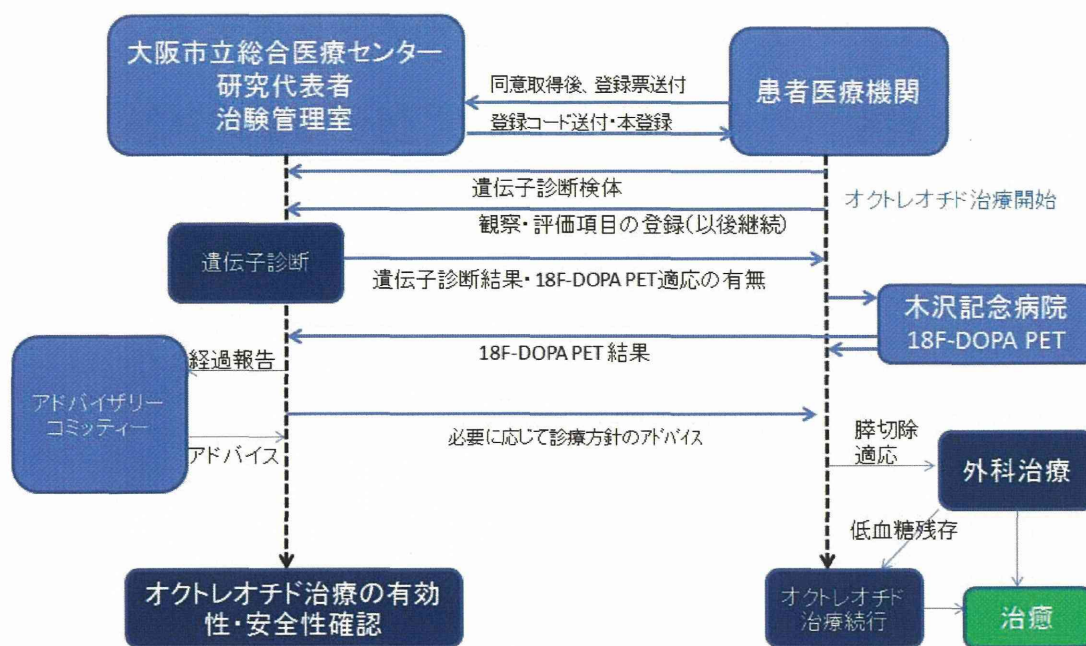 大阪市立総合医療センター
研究代表者
治験管理室
患者医療機関
同意取得後、登録票送付
登録コード送付・本登録
遺伝子診断検体
オクトレオチド治療開始
観察・評価項目の登録(以後継続)
遺伝子診断
遺伝子診断結果・18F-DOPA PET適応の有無
木沢記念病院
18F-DOPA PET
18F-DOPA PET 結果
経過報告
アドバイザリー
コミッティー
アドバイス
必要に応じて診療方針のアドバイス
膵切除
適応
外科治療
低血糖残存
オクトレオチド治療の有効
性・安全性確認
オクトレオチド
治療続行
治癒